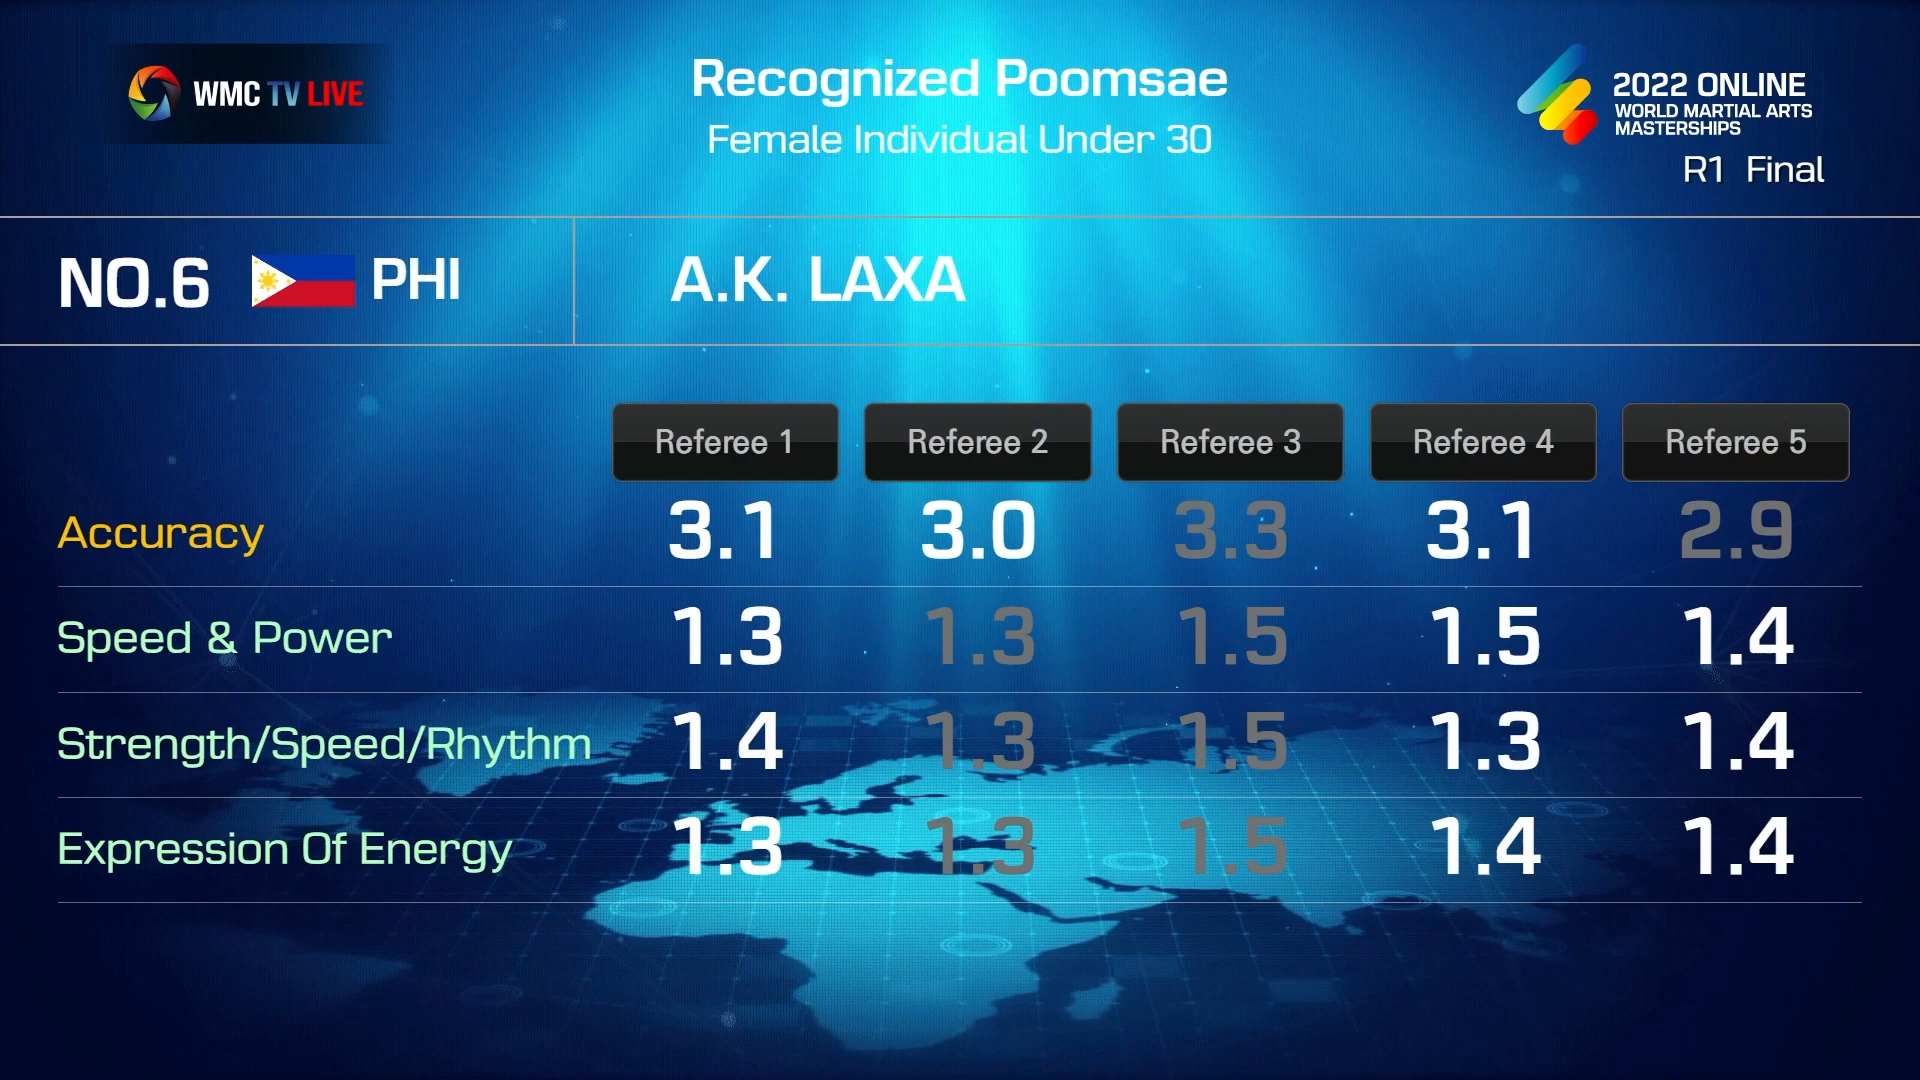 WMC TV LIVE
Recognized Poomsae
Female Individual Under 30
2022 ONLINE
WORLD MARTIAL ARTS
MASTERSHIPS
R1 Final
NO.6 PHI A.K. LAXA
Referee 1 Referee 2 Referee 3 Referee 4 Referee 5
Accuracy 3.1 3.0 3.3 3.1 2.9
Speed & Power 1.3 1.3 1.5 1.5 1.4
Strength/Speed/Rhythm 1.4 1.3 1.5 1.3 1.4
Expression Of Energy 1.3 1.3 1.5 1.4 1.4